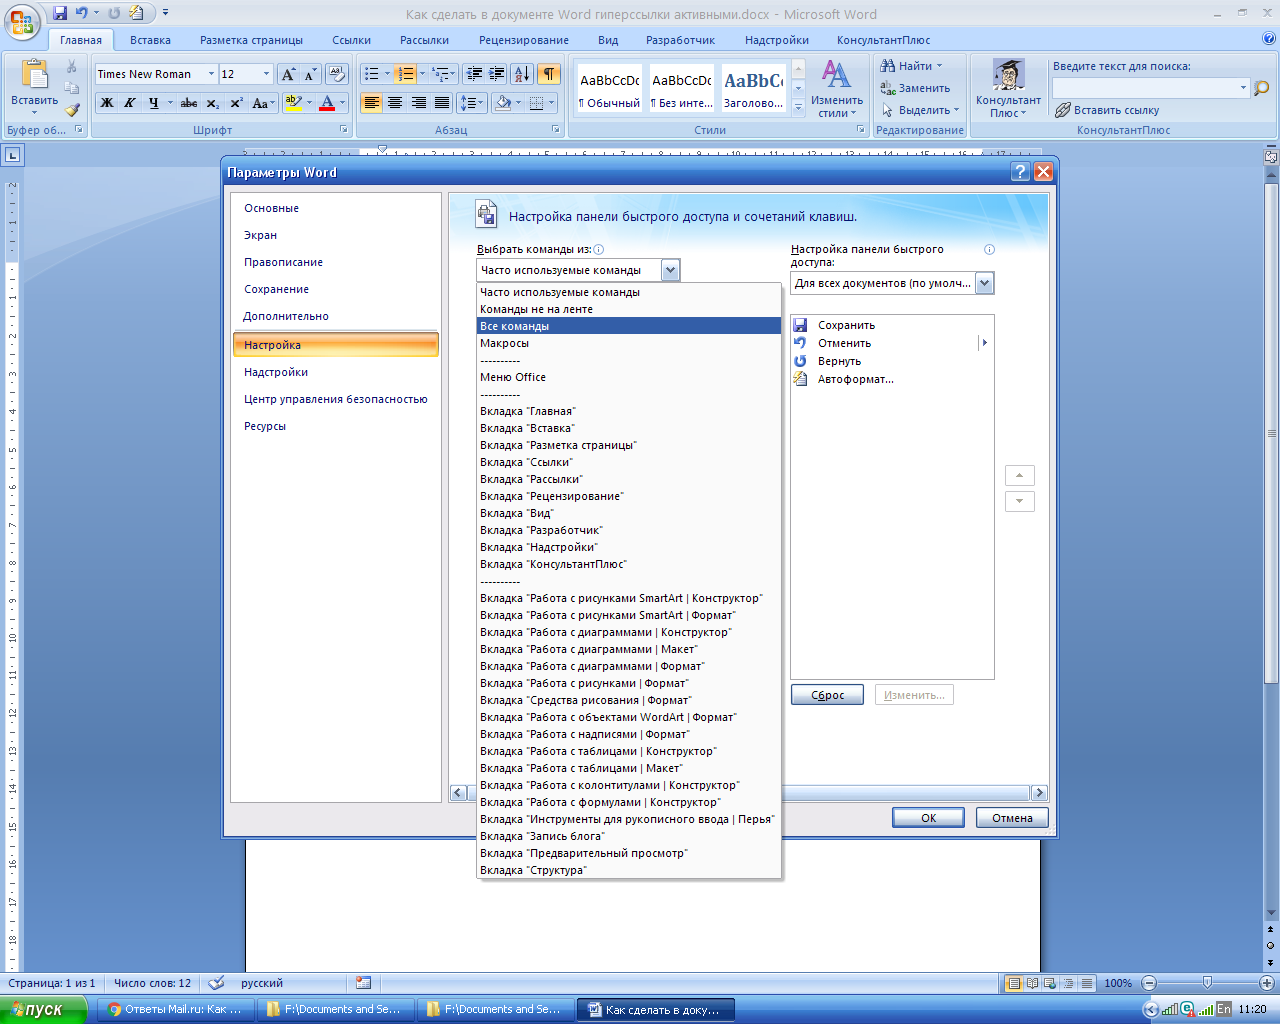 Как сделать в документе Word гиперссылки активными.docx - Microsoft Word
Главная Вставка Разметка страницы Ссылки Рассылки Рецензирование Вид Разработчик Надстройки КонсультантПлюс
Вставить
Буфер об...
Times New Roman 12
Ж К Ч abc x₂ x² Aa
Шрифт
Абзац
AaBbCcDc AaBbCcDc AaBbCc
¶ Обычный ¶ Без инте... Заголово...
Изменить стили
Стили
Найти
Заменить
Выделить
Редактирование
Консультант Плюс
Введите текст для поиска:
Вставить ссылку
КонсультантПлюс
Параметры Word
Основные
Экран
Правописание
Сохранение
Дополнительно
Настройка
Надстройки
Центр управления безопасностью
Ресурсы
Настройка панели быстрого доступа и сочетаний клавиш.
Выбрать команды из:
Часто используемые команды
Часто используемые команды
Команды не на ленте
Все команды
Макросы
----------
Меню Office
----------
Вкладка "Главная"
Вкладка "Вставка"
Вкладка "Разметка страницы"
Вкладка "Ссылки"
Вкладка "Рассылки"
Вкладка "Рецензирование"
Вкладка "Вид"
Вкладка "Разработчик"
Вкладка "Надстройки"
Вкладка "КонсультантПлюс"
----------
Вкладка "Работа с рисунками SmartArt | Конструктор"
Вкладка "Работа с рисунками SmartArt | Формат"
Вкладка "Работа с диаграммами | Конструктор"
Вкладка "Работа с диаграммами | Макет"
Вкладка "Работа с диаграммами | Формат"
Вкладка "Работа с рисунками | Формат"
Вкладка "Средства рисования | Формат"
Вкладка "Работа с объектами WordArt | Формат"
Вкладка "Работа с надписями | Формат"
Вкладка "Работа с таблицами | Конструктор"
Вкладка "Работа с таблицами | Макет"
Вкладка "Работа с колонтитулами | Конструктор"
Вкладка "Работа с формулами | Конструктор"
Вкладка "Инструменты для рукописного ввода | Перья"
Вкладка "Запись блога"
Вкладка "Предварительный просмотр"
Вкладка "Структура"
Настройка панели быстрого
доступа:
Для всех документов (по умолч...
Сохранить
Отменить
Вернуть
Автоформат...
Сброс Изменить...
ОК Отмена
Страница: 1 из 1 Число слов: 12 русский 100%
пуск Ответы Mail.ru: Как ... F:\Documents and Se... F:\Documents and Se... Как сделать в доку... En 11:20